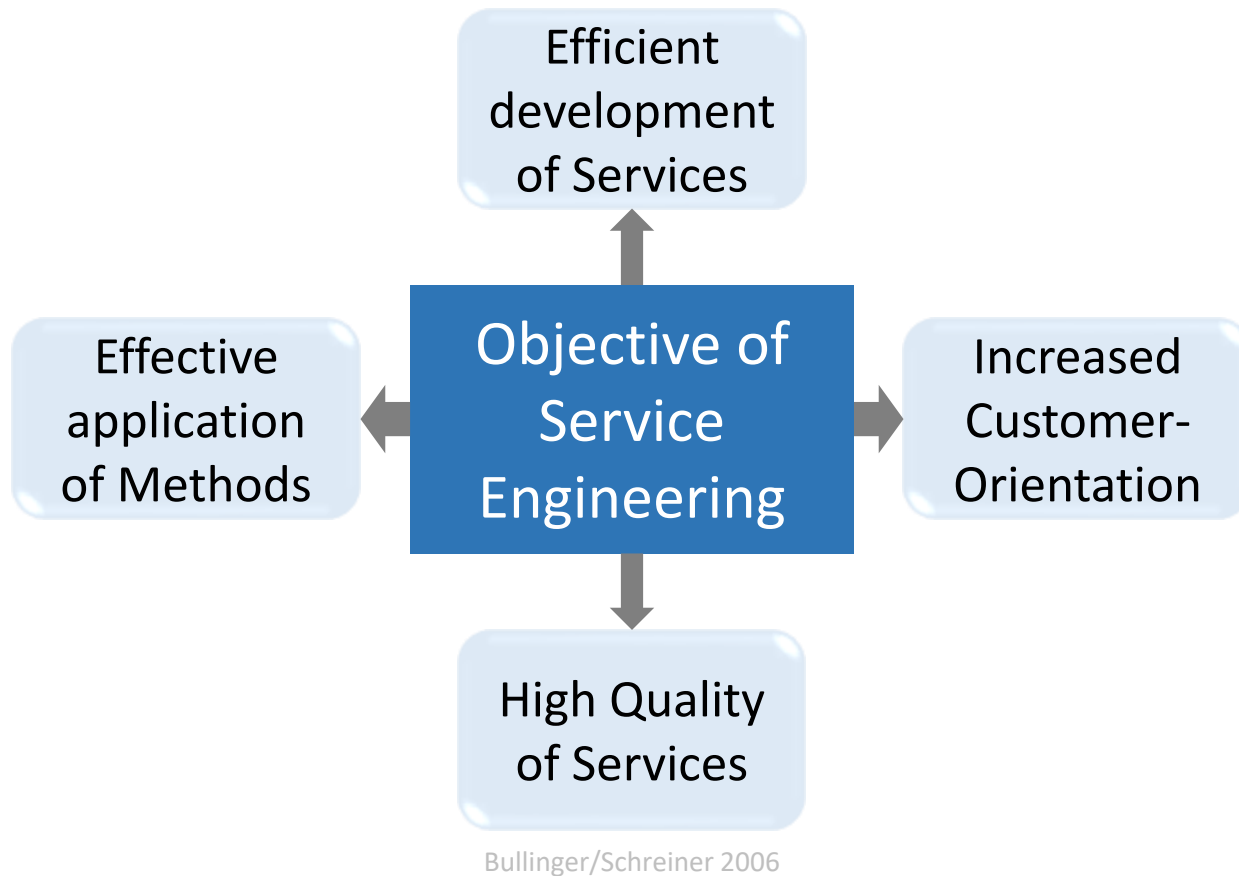 Efficient
development
of Services
Effective
application
of Methods
Objective of
Service
Engineering
Increased
Customer-
Orientation
High Quality
of Services
Bullinger/Schreiner 2006